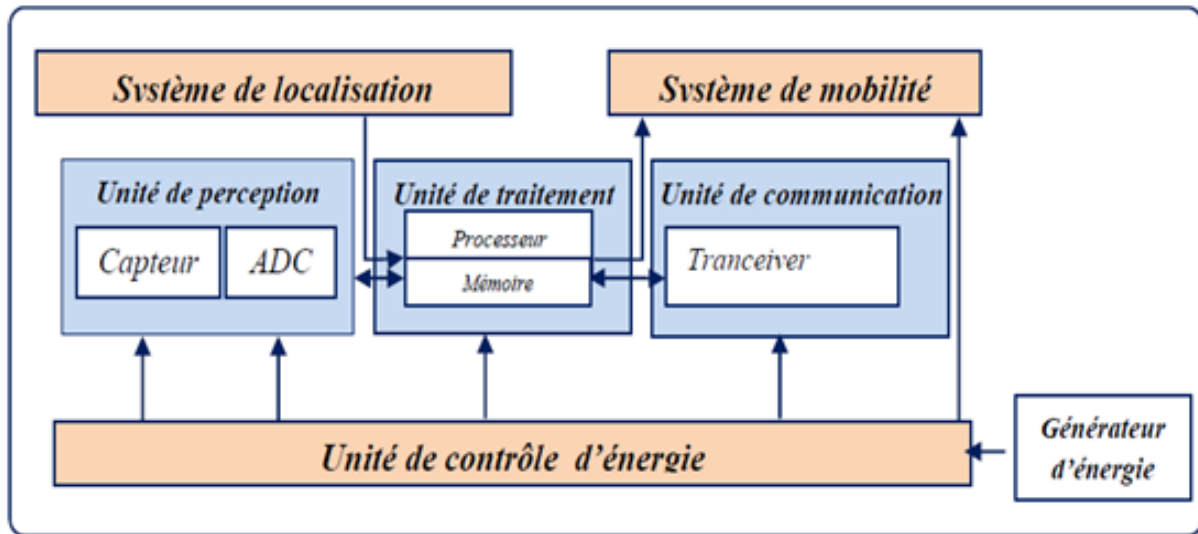 Système de localisation
Système de mobilité
Unité de perception
Capteur
ADC
Unité de traitement
Processeur
Mémoire
Unité de communication
Tranceiver
Unité de contrôle d’énergie
Générateur
d’énergie